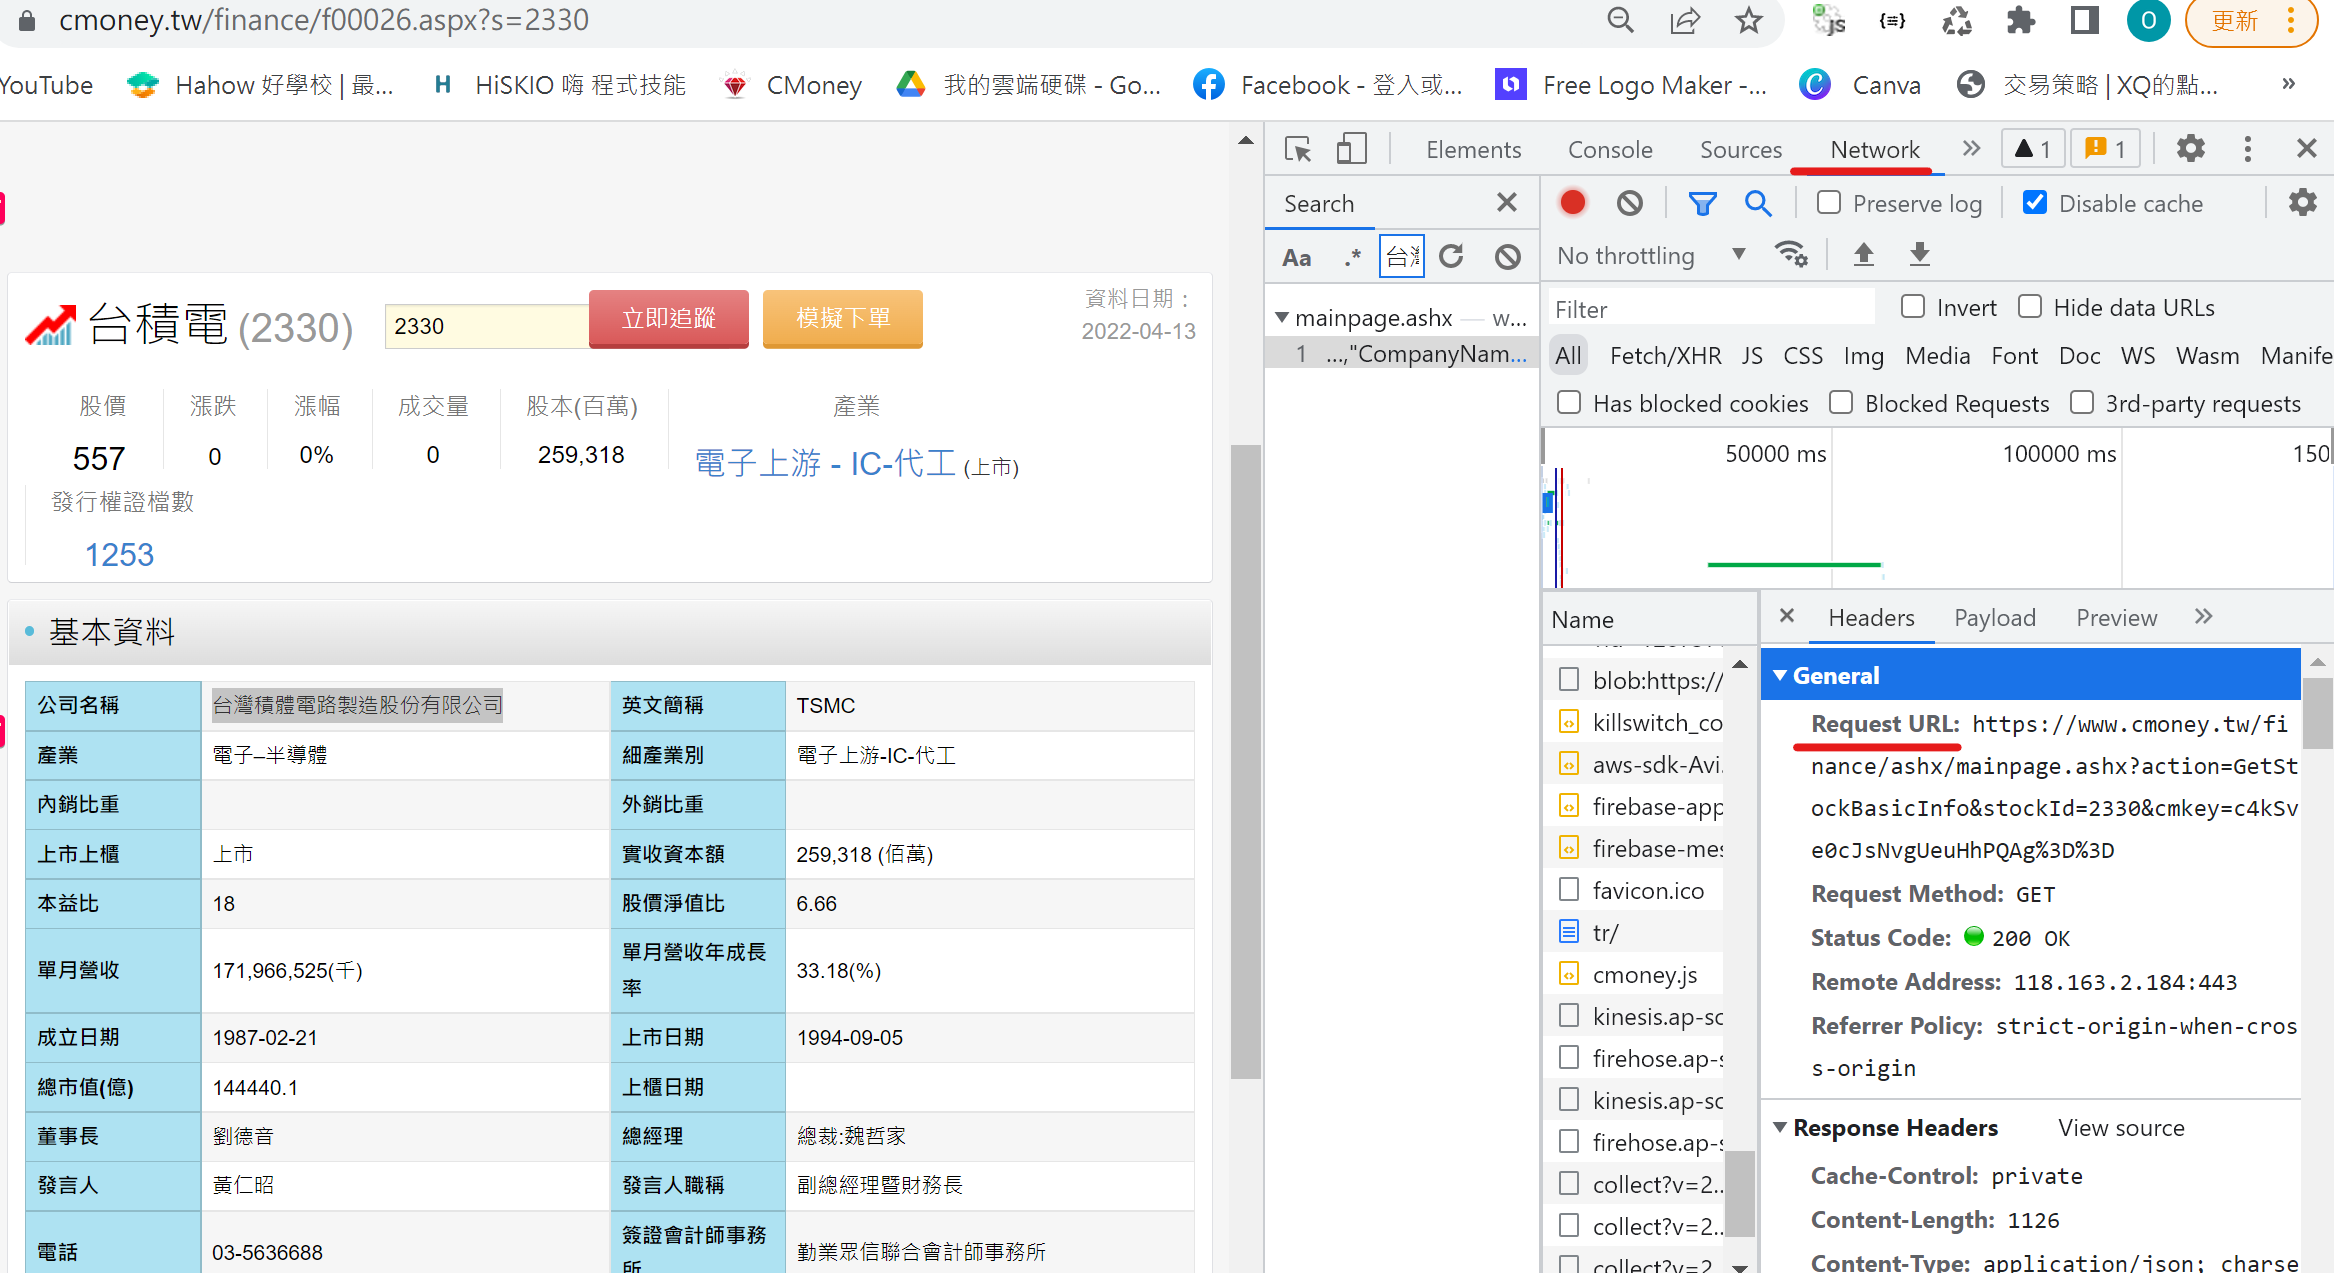 cmoney.tw/finance/f00026.aspx?s=2330
更新
YouTube
Hahow 好學校 | 最...
HiSKIO 嗨 程式技能
CMoney
我的雲端硬碟 - Go...
Facebook - 登入或...
Free Logo Maker -...
Canva
交易策略 | XQ的點...
»
台積電 (2330)
2330
立即追蹤
模擬下單
資料日期：
2022-04-13
股價 漲跌 漲幅 成交量 股本(百萬) 產業
557 0 0% 0 259,318 電子上游 - IC-代工 (上市)
發行權證檔數
1253
基本資料
公司名稱 台灣積體電路製造股份有限公司 英文簡稱 TSMC
產業 電子–半導體 細產業別 電子上游-IC-代工
內銷比重 外銷比重
上市上櫃 上市 實收資本額 259,318 (佰萬)
本益比 18 股價淨值比 6.66
單月營收 171,966,525(千) 單月營收年成長率 33.18(%)
成立日期 1987-02-21 上市日期 1994-09-05
總市值(億) 144440.1 上櫃日期
董事長 劉德音 總經理 總裁:魏哲家
發言人 黃仁昭 發言人職稱 副總經理暨財務長
電話 03-5636688 簽證會計師事務所 勤業眾信聯合會計師事務所
Elements Console Sources Network » 1 1
Search
Aa .* 台灣
mainpage.ashx — w...
1 ...,"CompanyNam...
Preserve log Disable cache
No throttling
Filter Invert Hide data URLs
All Fetch/XHR JS CSS Img Media Font Doc WS Wasm Manife
Has blocked cookies Blocked Requests 3rd-party requests
50000 ms 100000 ms 150
Name
blob:https://
killswitch_co
aws-sdk-Avi.
firebase-app
firebase-mes
favicon.ico
tr/
cmoney.js
kinesis.ap-sc
firehose.ap-s
kinesis.ap-sc
firehose.ap-s
collect?v=2..
collect?v=2..
collect?v=2
Headers Payload Preview »
General
Request URL: https://www.cmoney.tw/fi
nance/ashx/mainpage.ashx?action=GetSt
ockBasicInfo&stockId=2330&cmkey=c4kSv
e0cJsNvgUeuHhPQAg%3D%3D
Request Method: GET
Status Code: 200 OK
Remote Address: 118.163.2.184:443
Referrer Policy: strict-origin-when-cros
s-origin
Response Headers View source
Cache-Control: private
Content-Length: 1126
Content-Type: application/json; charse